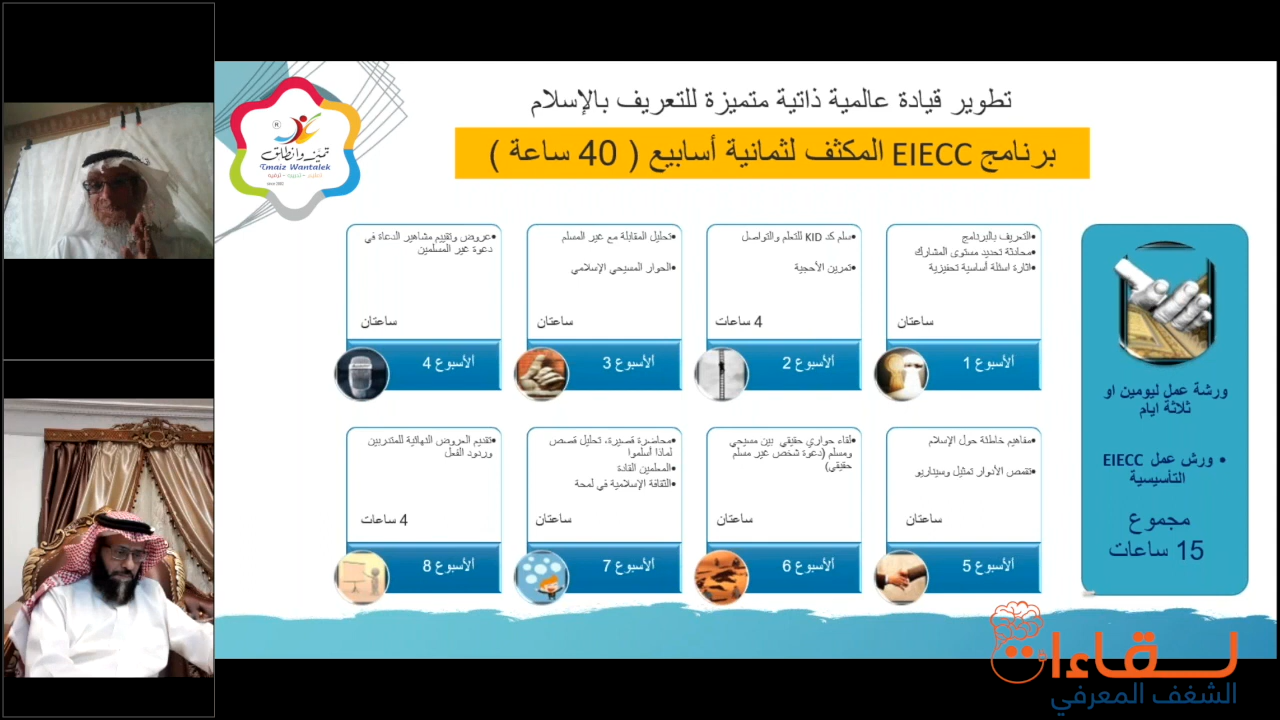 تطوير قيادة عالمية ذاتية متميزة للتعريف بالإسلام
برنامج EIECC المكثف لثمانية أسابيع ( 40 ساعة )
®
تميّز وانطلق
Tmaiz Wantalek
since 2002
ورشة عمل ليومين او
ثلاثة ايام
• ورش عمل EIECC
التأسيسية
مجموع
15 ساعات
•التعريف بالبرنامج
•محادثة تحديد مستوى المشارك
•اثارة اسئلة أساسية تحفيزية
ساعتان
الأسبوع 1
•سلم كد KID للتعلم والتواصل
•تمرين الأحجية
4 ساعات
الأسبوع 2
•تحليل المقابلة مع غير المسلم
•الحوار المسيحي الإسلامي
ساعتان
الأسبوع 3
•عروض وتقييم مشاهير الدعاة في
دعوة غير المسلمين
ساعتان
الأسبوع 4
•مفاهيم خاطئة حول الإسلام
•تقمص الأدوار تمثيل وسيناريو
ساعتان
الأسبوع 5
•لقاء حواري حقيقي بين مسيحي
ومسلم (دعوة شخص غير مسلم
حقيقي)
ساعتان
الأسبوع 6
•محاضرة قصيرة، تحليل قصص
لماذا أسلموا
•المعلمين القادة
•الثقافة الإسلامية في لمحة
ساعتان
الأسبوع 7
•تقديم العروض النهائية للمتدربين
وردود الفعل
4 ساعات
الأسبوع 8
لـقاءات
الشغف المعرفي